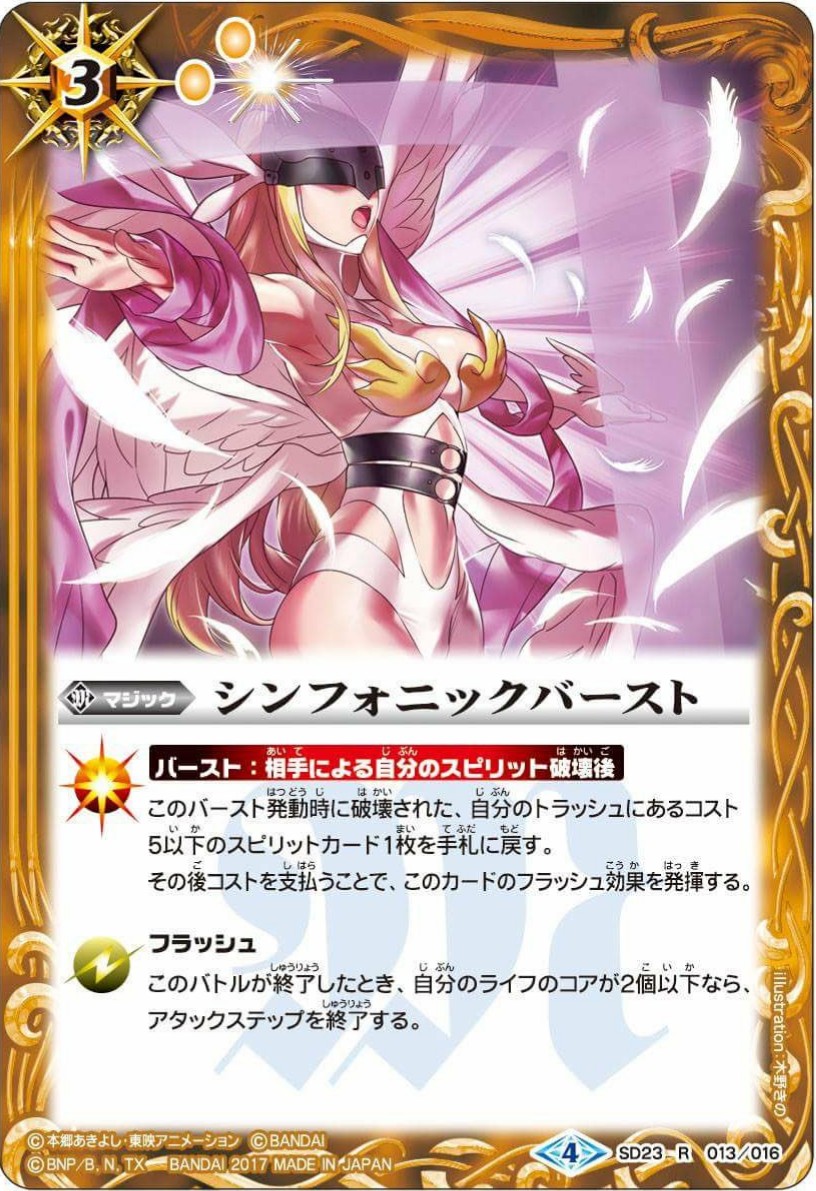 3
マジック シンフォニックバースト
バースト：相手による自分のスピリット破壊後
このバースト発動時に破壊された、自分のトラッシュにあるコスト
5以下のスピリットカード1枚を手札に戻す。
その後コストを支払うことで、このカードのフラッシュ効果を発揮する。
フラッシュ
このバトルが終了したとき、自分のライフのコアが2個以下なら、
アタックステップを終了する。
illustration：木野きの
©本郷あきよし・東映アニメーション ©BANDAI
©BNP/B, N, TX BANDAI 2017 MADE IN JAPAN
4 SD23 R 013/016